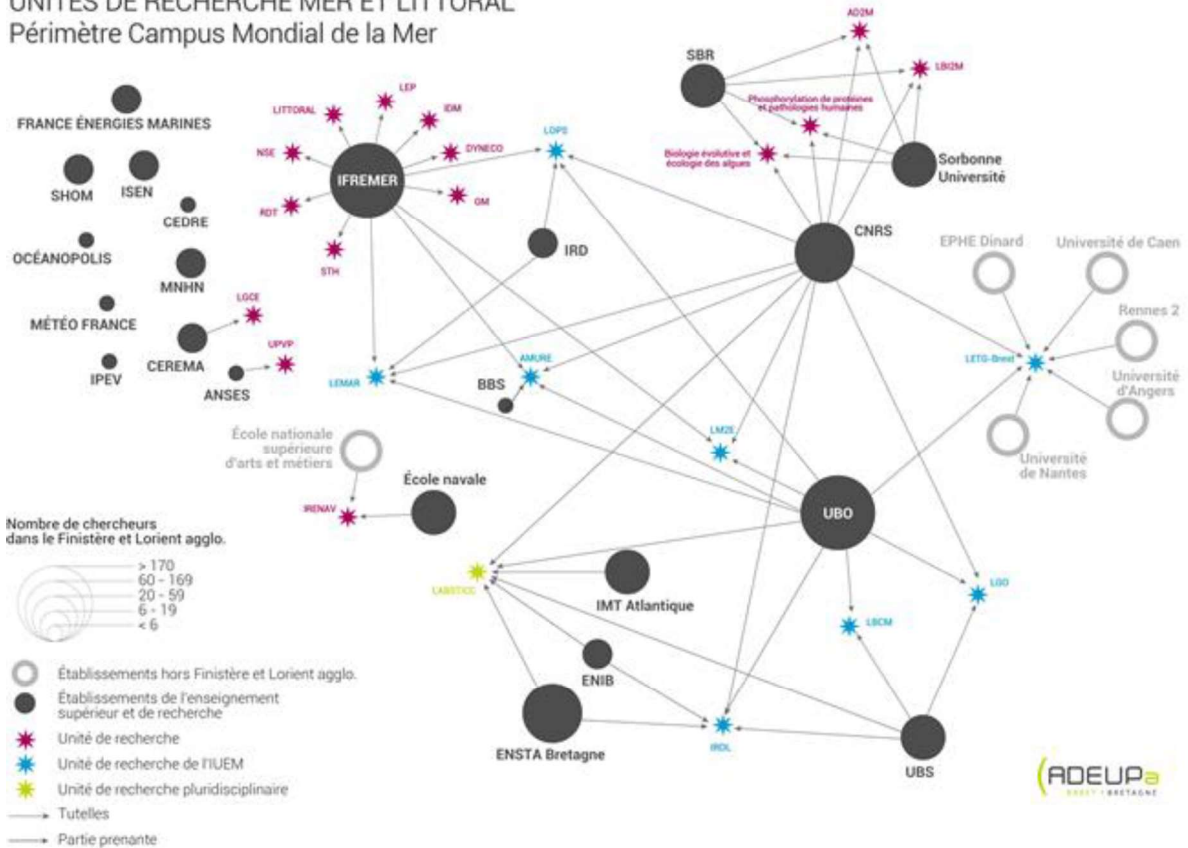 UNITÉS DE RECHERCHE MER ET LITTORAL
Périmètre Campus Mondial de la Mer
FRANCE ÉNERGIES MARINES
SHOM
ISEN
CEDRE
OCÉANOPOLIS
MNHN
MÉTÉO FRANCE
LGCE
CEREMA
UPVP
IPEV
ANSES
LITTORAL
LEP
IDM
NSE
DYNECO
IFREMER
RDT
GM
STH
LOPS
IRD
SBR
AD2M
LBI2M
Phosphorylation de protéines
et pathologies humaines
Biologie évolutive et
écologie des algues
Sorbonne
Université
CNRS
EPHE Dinard
Université de Caen
Rennes 2
LETG-Brest
Université
d'Angers
Université
de Nantes
LEMAR
AMURE
BBS
LM2E
École nationale
supérieure
d'arts et métiers
École navale
IRENAV
UBO
LABSTICC
IMT Atlantique
LGO
LBCM
ENIB
ENSTA Bretagne
IRDL
UBS
Nombre de chercheurs
dans le Finistère et Lorient agglo.
> 170
60 - 169
20 - 59
6 - 19
< 6
Établissements hors Finistère et Lorient agglo.
Établissements de l'enseignement
supérieur et de recherche
Unité de recherche
Unité de recherche de l'IUEM
Unité de recherche pluridisciplinaire
Tutelles
Partie prenante
ADEUPa
BREST BRETAGNE